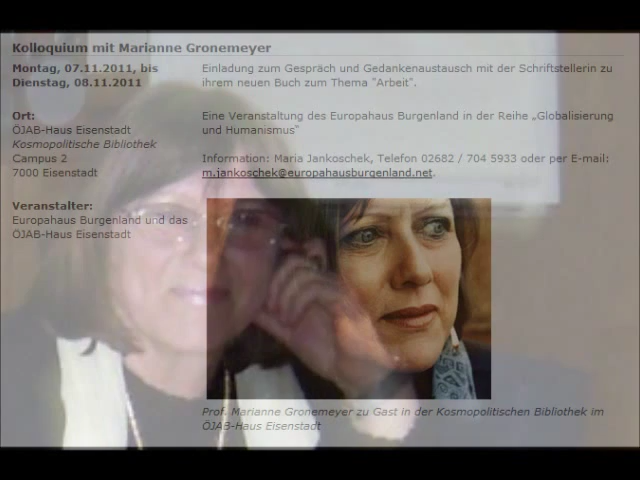 Kolloquium mit Marianne Gronemeyer
Montag, 07.11.2011, bis
Dienstag, 08.11.2011
Einladung zum Gespräch und Gedankenaustausch mit der Schriftstellerin zu
ihrem neuen Buch zum Thema "Arbeit".
Ort:
ÖJAB-Haus Eisenstadt
Kosmopolitische Bibliothek
Campus 2
7000 Eisenstadt
Eine Veranstaltung des Europahaus Burgenland in der Reihe „Globalisierung
und Humanismus“
Information: Maria Jankoschek, Telefon 02682 / 704 5933 oder per E-mail:
m.jankoschek@europahausburgenland.net.
Veranstalter:
Europahaus Burgenland und das
ÖJAB-Haus Eisenstadt
Prof. Marianne Gronemeyer zu Gast in der Kosmopolitischen Bibliothek im
ÖJAB-Haus Eisenstadt